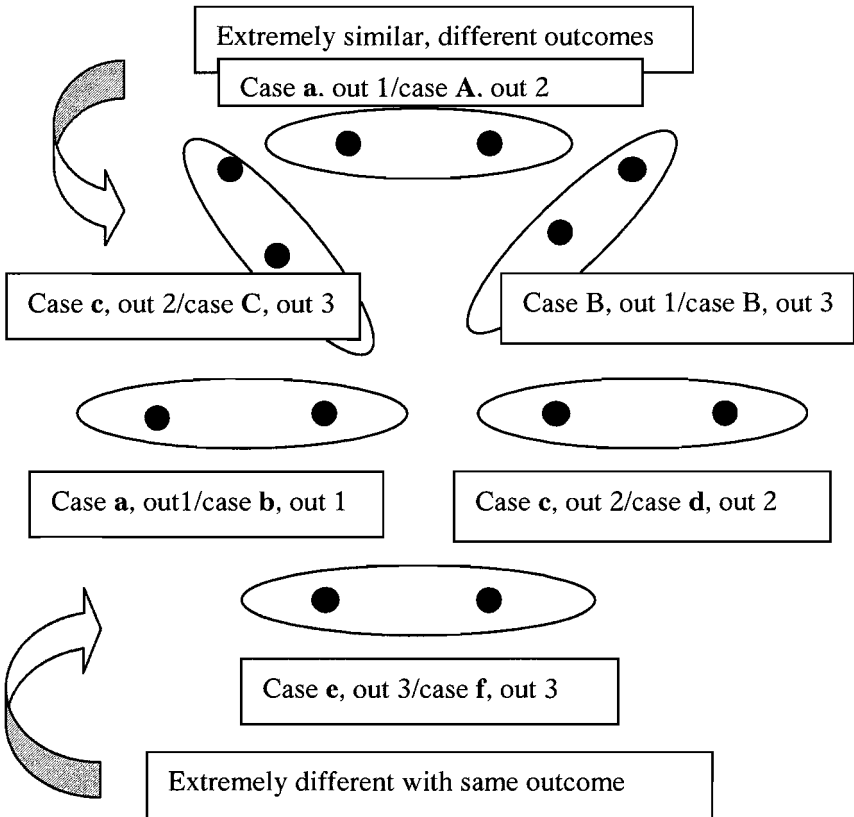 Extremely similar, different outcomes
Case a. out 1/case A. out 2
Case c, out 2/case C, out 3
Case B, out 1/case B, out 3
Case a, out1/case b, out 1
Case c, out 2/case d, out 2
Case e, out 3/case f, out 3
Extremely different with same outcome